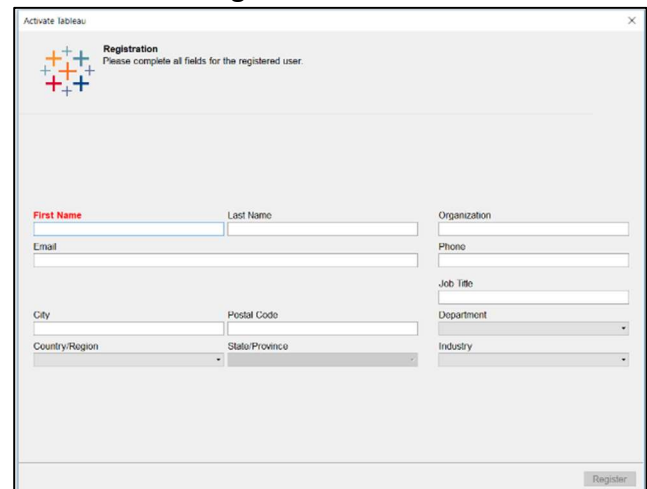 Activate Tableau
Registration
Please complete all fields for the registered user.
First Name Last Name Organization
Email Phone
Job Title
City Postal Code Department
Country/Region State/Province Industry
Register